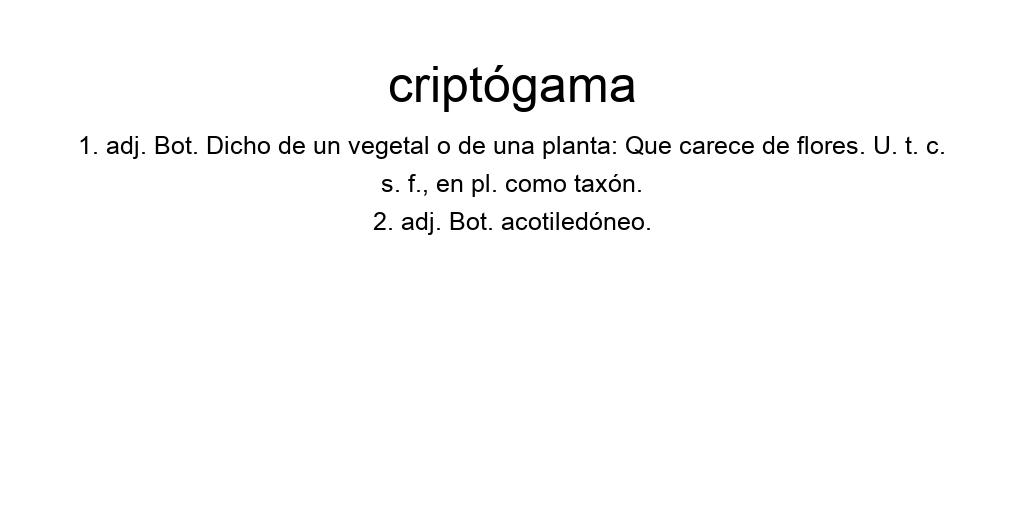 criptógama
1. adj. Bot. Dicho de un vegetal o de una planta: Que carece de flores. U. t. c.
s. f., en pl. como taxón.
2. adj. Bot. acotiledóneo.